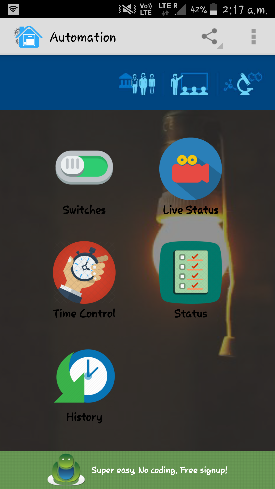 Vo))
LTE
LTE R
42%
2:17 a.m.
Automation
Switches
Live Status
Time Control
Status
History
Super easy, No coding, Free signup!